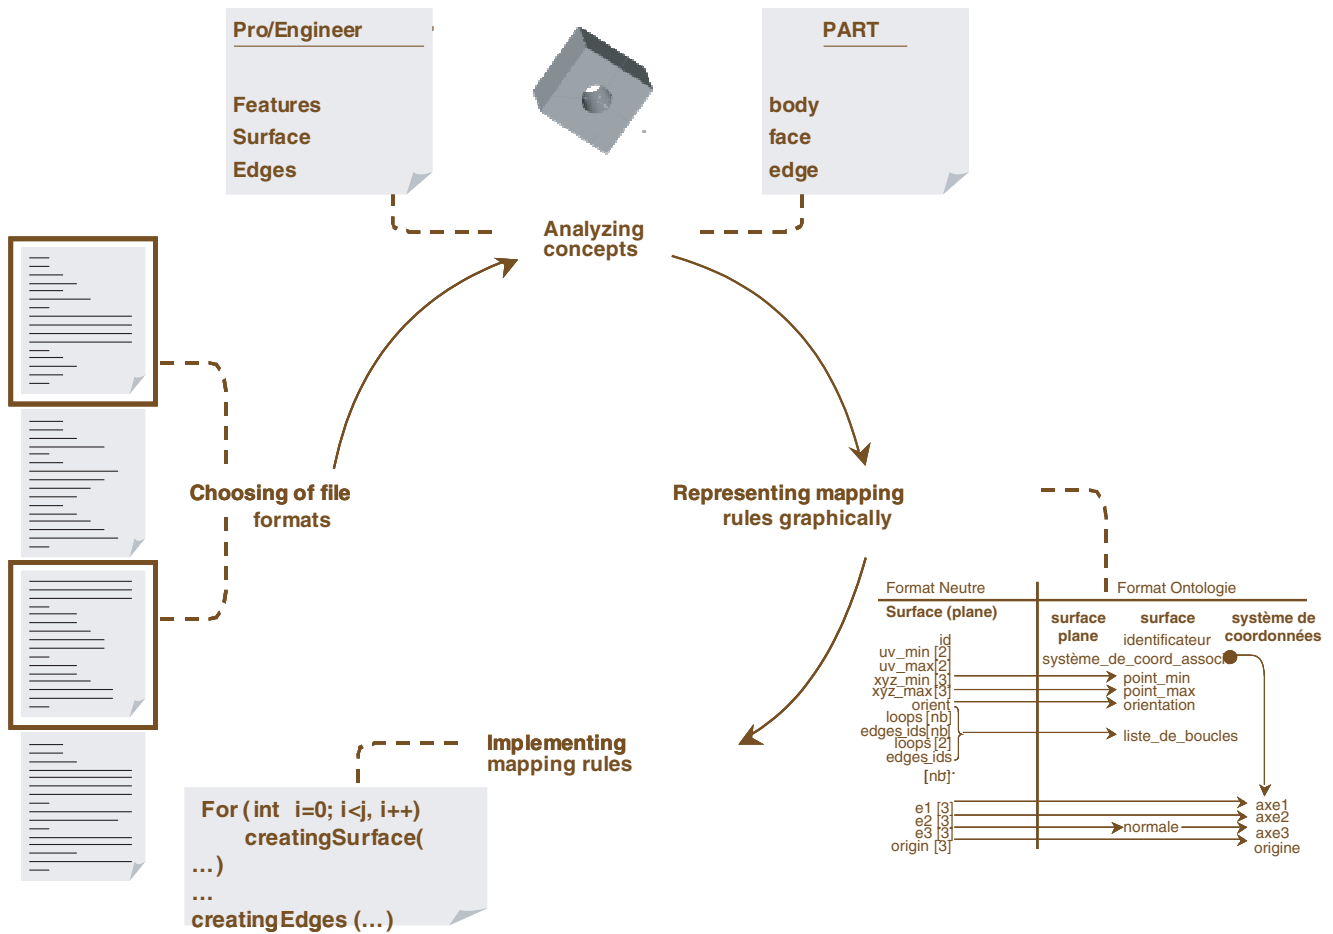 Pro/Engineer
Features
Surface
Edges
PART
body
face
edge
Analyzing
concepts
Choosing of file
formats
Representing mapping
rules graphically
Format Neutre
Format Ontologie
Surface (plane)
surface
plane
surface
système de
coordonnées
id
identificateur
uv_min [2]
système_de_coord_associ
uv_max[2]
xyz_min [3]
point_min
xyz_max[3]
point_max
orient
orientation
loops [nb]
edges_ids[nb]
liste_de_boucles
loops [2]
edges_ids
[nb]
e1 [3]
axe1
e2 [3]
axe2
e3 [3]
normale
axe3
origin [3]
origine
Implementing
mapping rules
For ( int i=0; i<j, i++)
creatingSurface(
…)
…
creatingEdges (…)